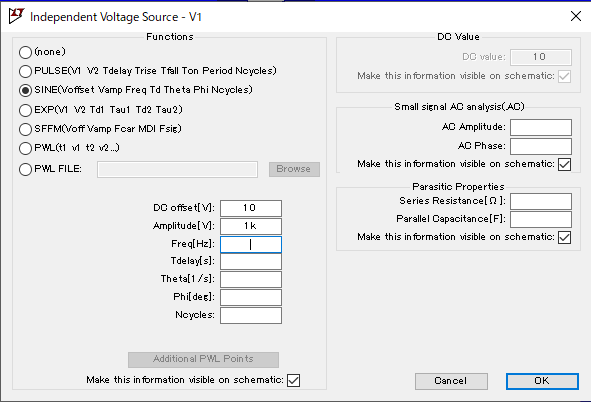 Independent Voltage Source - V1
Functions
(none)
PULSE(V1 V2 Tdelay Trise Tfall Ton Period Ncycles)
SINE(Voffset Vamp Freq Td Theta Phi Ncycles)
EXP(V1 V2 Td1 Tau1 Td2 Tau2)
SFFM(Voff Vamp Fcar MDI Fsig)
PWL(t1 v1 t2 v2...)
PWL FILE:
Browse
DC offset[V]: 10
Amplitude[V]: 1k
Freq[Hz]:
Tdelay[s]:
Theta[1/s]:
Phi[deg]:
Ncycles:
Additional PWL Points
Make this information visible on schematic:
DC Value
DC value: 10
Make this information visible on schematic:
Small signal AC analysis(.AC)
AC Amplitude:
AC Phase:
Make this information visible on schematic:
Parasitic Properties
Series Resistance[Ω]:
Parallel Capacitance[F]:
Make this information visible on schematic:
Cancel
OK